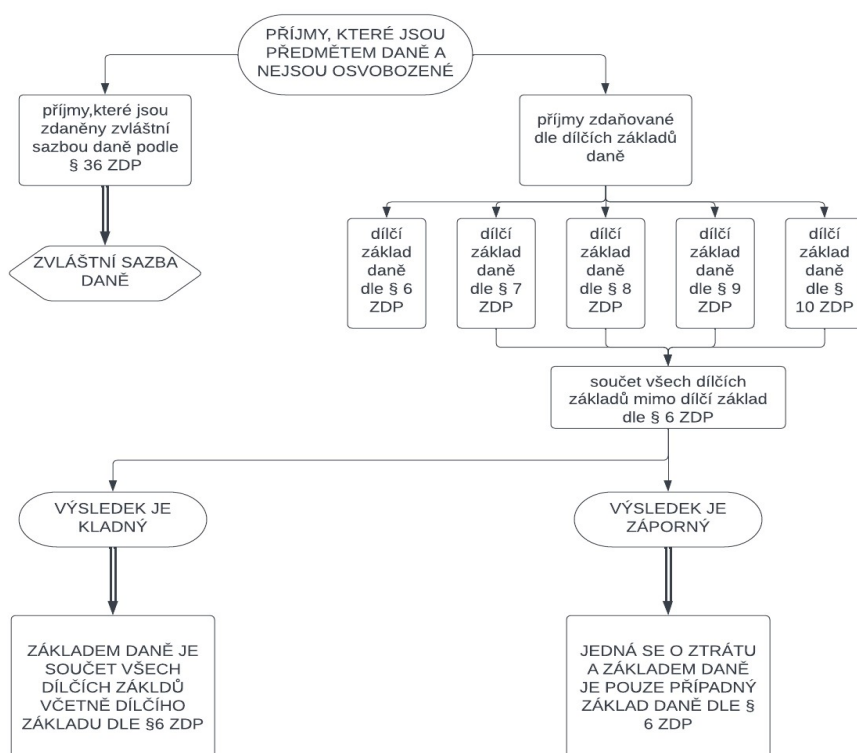 PŘÍJMY, KTERÉ JSOU
PŘEDMĚTEM DANĚ A
NEJSOU OSVOBOZENÉ
příjmy,které jsou
zdaněny zvláštní
sazbou daně podle
§ 36 ZDP
příjmy zdaňované
dle dílčích základů
daně
ZVLÁŠTNÍ SAZBA
DANĚ
dílčí
základ
daně
dle § 6
ZDP
dílčí
základ
daně
dle § 7
ZDP
dílčí
základ
daně
dle § 8
ZDP
dílčí
základ
daně
dle § 9
ZDP
dílčí
základ
daně
dle §
10 ZDP
součet všech dílčích
základů mimo dílčí základ
dle § 6 ZDP
VÝSLEDEK JE
KLADNÝ
VÝSLEDEK JE
ZÁPORNÝ
ZÁKLADEM DANĚ JE
SOUČET VŠECH
DÍLČÍCH ZÁKLDŮ
VČETNĚ DÍLČÍHO
ZÁKLADU DLE §6 ZDP
JEDNÁ SE O ZTRÁTU
A ZÁKLADEM DANĚ
JE POUZE PŘÍPADNÝ
ZÁKLAD DANĚ DLE §
6 ZDP